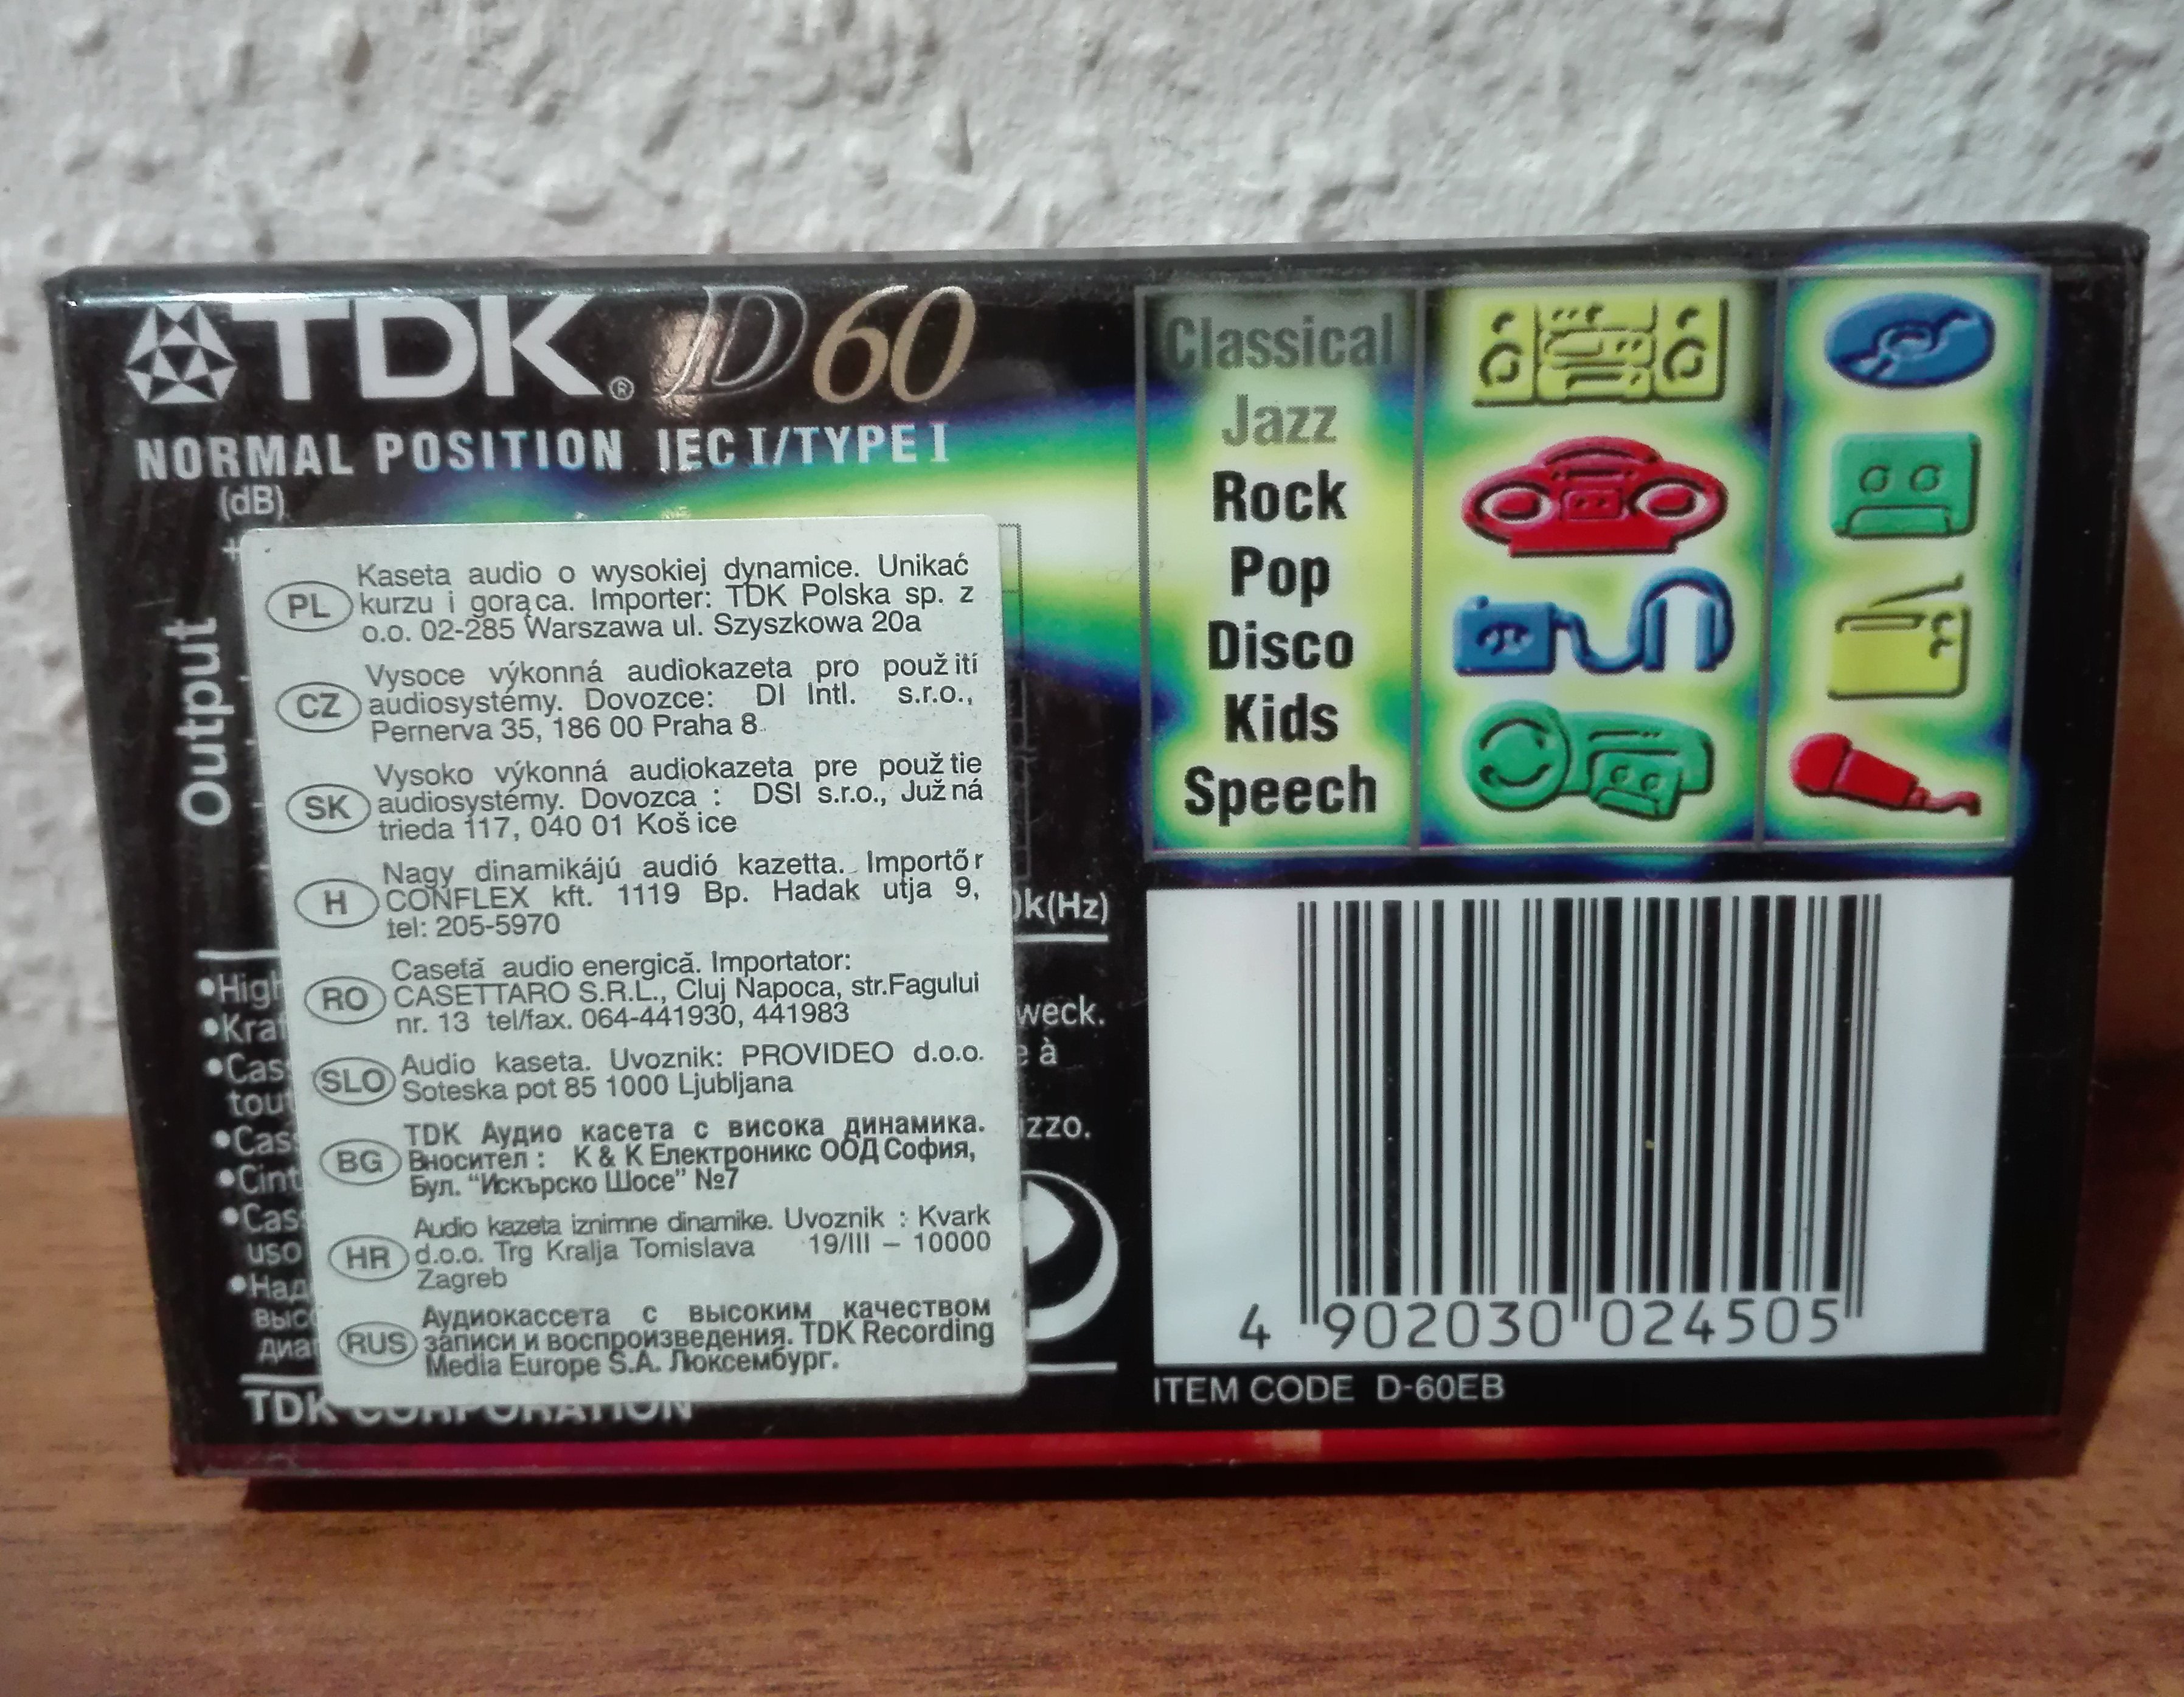 TDK® D60
NORMAL POSITION IEC I/TYPE I
(dB)
Output
PL
Kaseta audio o wysokiej dynamice. Unikać
kurzu i gorąca. Importer: TDK Polska sp. z
o.o. 02-285 Warszawa ul. Szyszkowa 20a
CZ
Vysoce výkonná audiokazeta pro použití
audiosystémy. Dovozce: DI Intl. s.r.o.,
Pernerva 35, 186 00 Praha 8
SK
Vysoko výkonná audiokazeta pre použtie
audiosystémy. Dovozca : DSI s.r.o., Južná
trieda 117, 040 01 Košice
H
Nagy dinamikájú audió kazetta. Importőr
CONFLEX kft. 1119 Bp. Hadak utja 9,
tel: 205-5970
RO
Casetă audio energică. Importator:
CASETTARO S.R.L., Cluj Napoca, str.Fagului
nr. 13 tel/fax. 064-441930, 441983
SLO
Audio kaseta. Uvoznik: PROVIDEO d.o.o.
Soteska pot 85 1000 Ljubljana
BG
TDK Аудио касета с висока динамика.
Вносител : K & K Електроникс ООД София,
Бул. “Искърско Шосе” №7
HR
Audio kazeta iznimne dinamike. Uvoznik : Kvark
d.o.o. Trg Kralja Tomislava 19/III – 10000
Zagreb
RUS
Аудиокассета с высоким качеством
записи и воспроизведения. TDK Recording
Media Europe S.A. Люксембург.
k(Hz)
weck.
à
izzo.
uso
TDK CORPORATION
Classical
Jazz
Rock
Pop
Disco
Kids
Speech
4 902030 024505
ITEM CODE D-60EB